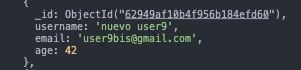 {
_id: ObjectId("62949af10b4f956b184efd60"),
username: 'nuevo user9',
email: 'user9bis@gmail.com',
age: 42
},